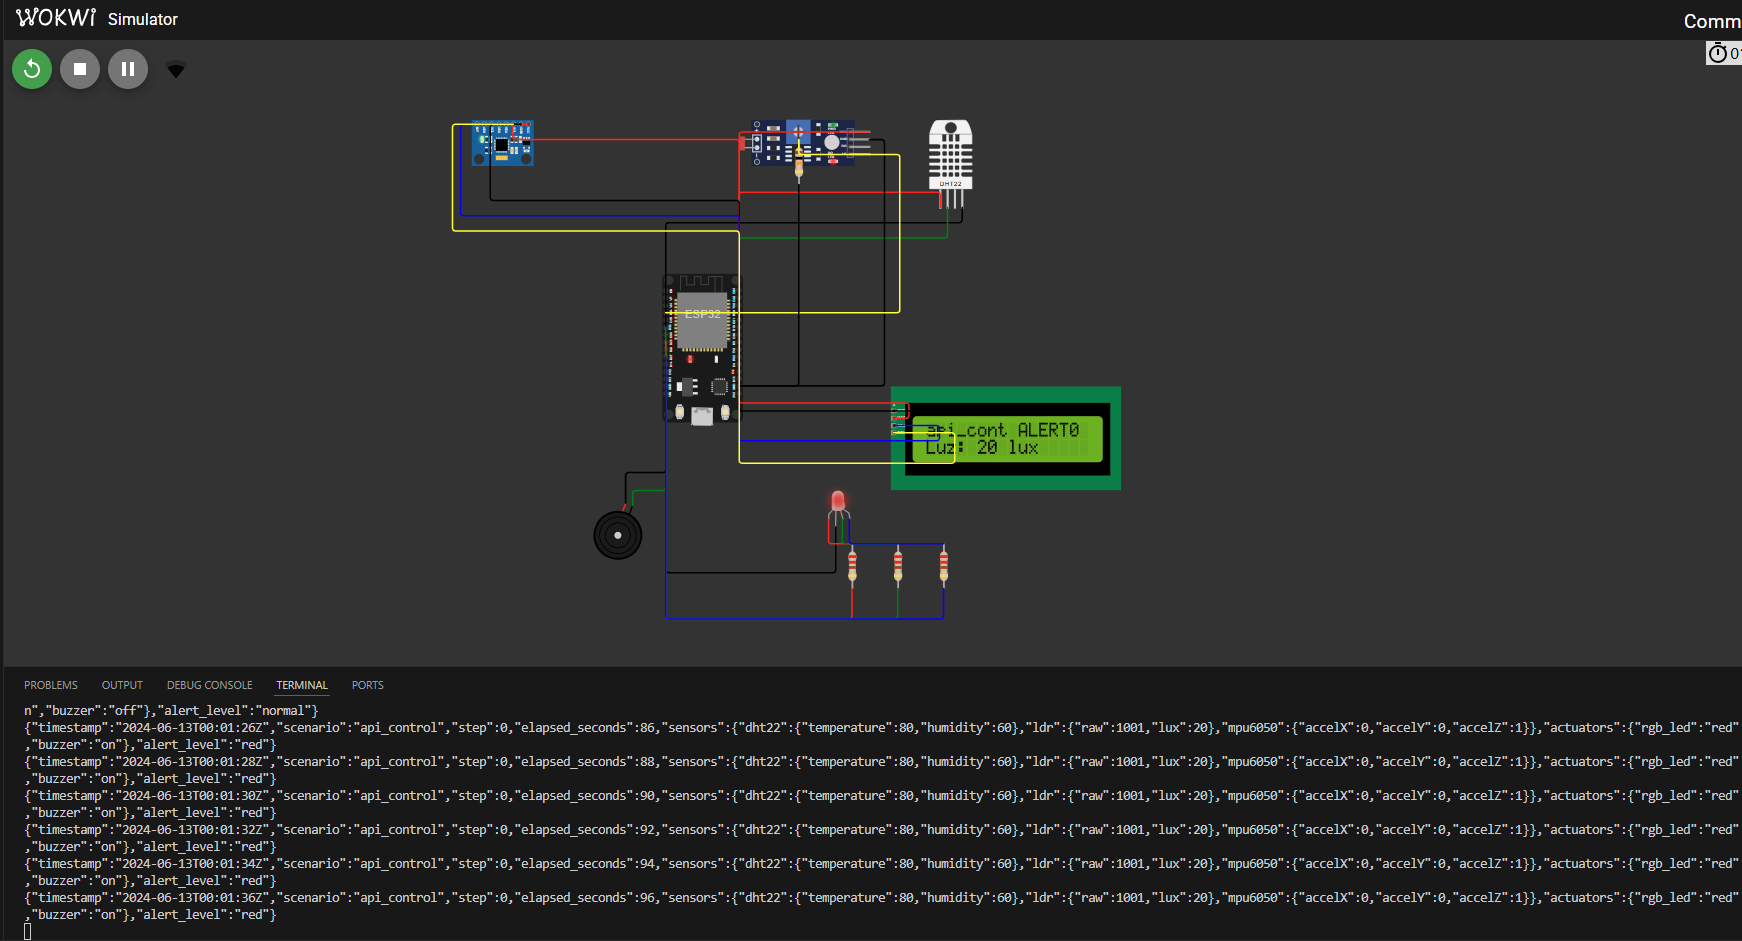 WOKWI Simulator
Comm
01
DHT22
ESP32
api_cont ALERT0
Luz: 20 lux
PROBLEMS OUTPUT DEBUG CONSOLE TERMINAL PORTS
n","buzzer":"off"},"alert_level":"normal"}
{"timestamp":"2024-06-13T00:01:26Z","scenario":"api_control","step":0,"elapsed_seconds":86,"sensors":{"dht22":{"temperature":80,"humidity":60},"ldr":{"raw":1001,"lux":20},"mpu6050":{"accelX":0,"accelY":0,"accelZ":1}},"actuators":{"rgb_led":"red"
,"buzzer":"on"},"alert_level":"red"}
{"timestamp":"2024-06-13T00:01:28Z","scenario":"api_control","step":0,"elapsed_seconds":88,"sensors":{"dht22":{"temperature":80,"humidity":60},"ldr":{"raw":1001,"lux":20},"mpu6050":{"accelX":0,"accelY":0,"accelZ":1}},"actuators":{"rgb_led":"red"
,"buzzer":"on"},"alert_level":"red"}
{"timestamp":"2024-06-13T00:01:30Z","scenario":"api_control","step":0,"elapsed_seconds":90,"sensors":{"dht22":{"temperature":80,"humidity":60},"ldr":{"raw":1001,"lux":20},"mpu6050":{"accelX":0,"accelY":0,"accelZ":1}},"actuators":{"rgb_led":"red"
,"buzzer":"on"},"alert_level":"red"}
{"timestamp":"2024-06-13T00:01:32Z","scenario":"api_control","step":0,"elapsed_seconds":92,"sensors":{"dht22":{"temperature":80,"humidity":60},"ldr":{"raw":1001,"lux":20},"mpu6050":{"accelX":0,"accelY":0,"accelZ":1}},"actuators":{"rgb_led":"red"
,"buzzer":"on"},"alert_level":"red"}
{"timestamp":"2024-06-13T00:01:34Z","scenario":"api_control","step":0,"elapsed_seconds":94,"sensors":{"dht22":{"temperature":80,"humidity":60},"ldr":{"raw":1001,"lux":20},"mpu6050":{"accelX":0,"accelY":0,"accelZ":1}},"actuators":{"rgb_led":"red"
,"buzzer":"on"},"alert_level":"red"}
{"timestamp":"2024-06-13T00:01:36Z","scenario":"api_control","step":0,"elapsed_seconds":96,"sensors":{"dht22":{"temperature":80,"humidity":60},"ldr":{"raw":1001,"lux":20},"mpu6050":{"accelX":0,"accelY":0,"accelZ":1}},"actuators":{"rgb_led":"red"
,"buzzer":"on"},"alert_level":"red"}